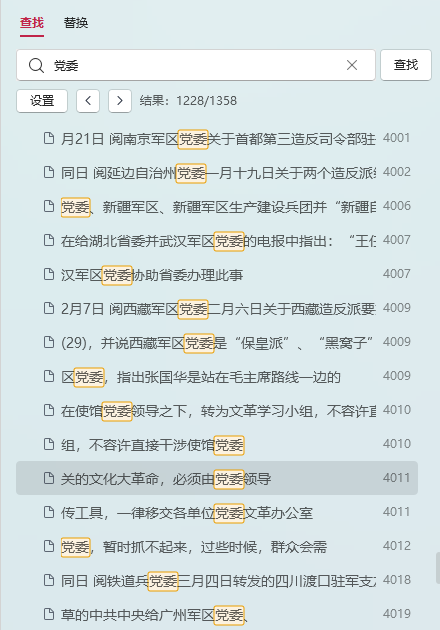 查找 替换
党委
查找
设置 结果：1228/1358
月21日 阅南京军区党委关于首都第三造反司令部驻 4001
同日 阅延边自治州党委一月十九日关于两个造反派组 4002
党委、新疆军区、新疆军区生产建设兵团并“新疆自 4006
在给湖北省委并武汉军区党委的电报中指出：“王任 4007
汉军区党委协助省委办理此事 4007
2月7日 阅西藏军区党委二月六日关于西藏造反派要 4009
(29)，并说西藏军区党委是“保皇派”、“黑窝子” 4009
区党委，指出张国华是站在毛主席路线一边的 4009
在使馆党委领导之下，转为文革学习小组，不容许直 4010
组，不容许直接干涉使馆党委 4010
关的文化大革命，必须由党委领导 4011
传工具，一律移交各单位党委文革办公室 4011
党委，暂时抓不起来，过些时候，群众会需 4012
同日 阅铁道兵党委三月四日转发的四川渡口驻军支左 4018
草的中共中央给广州军区党委、 4019